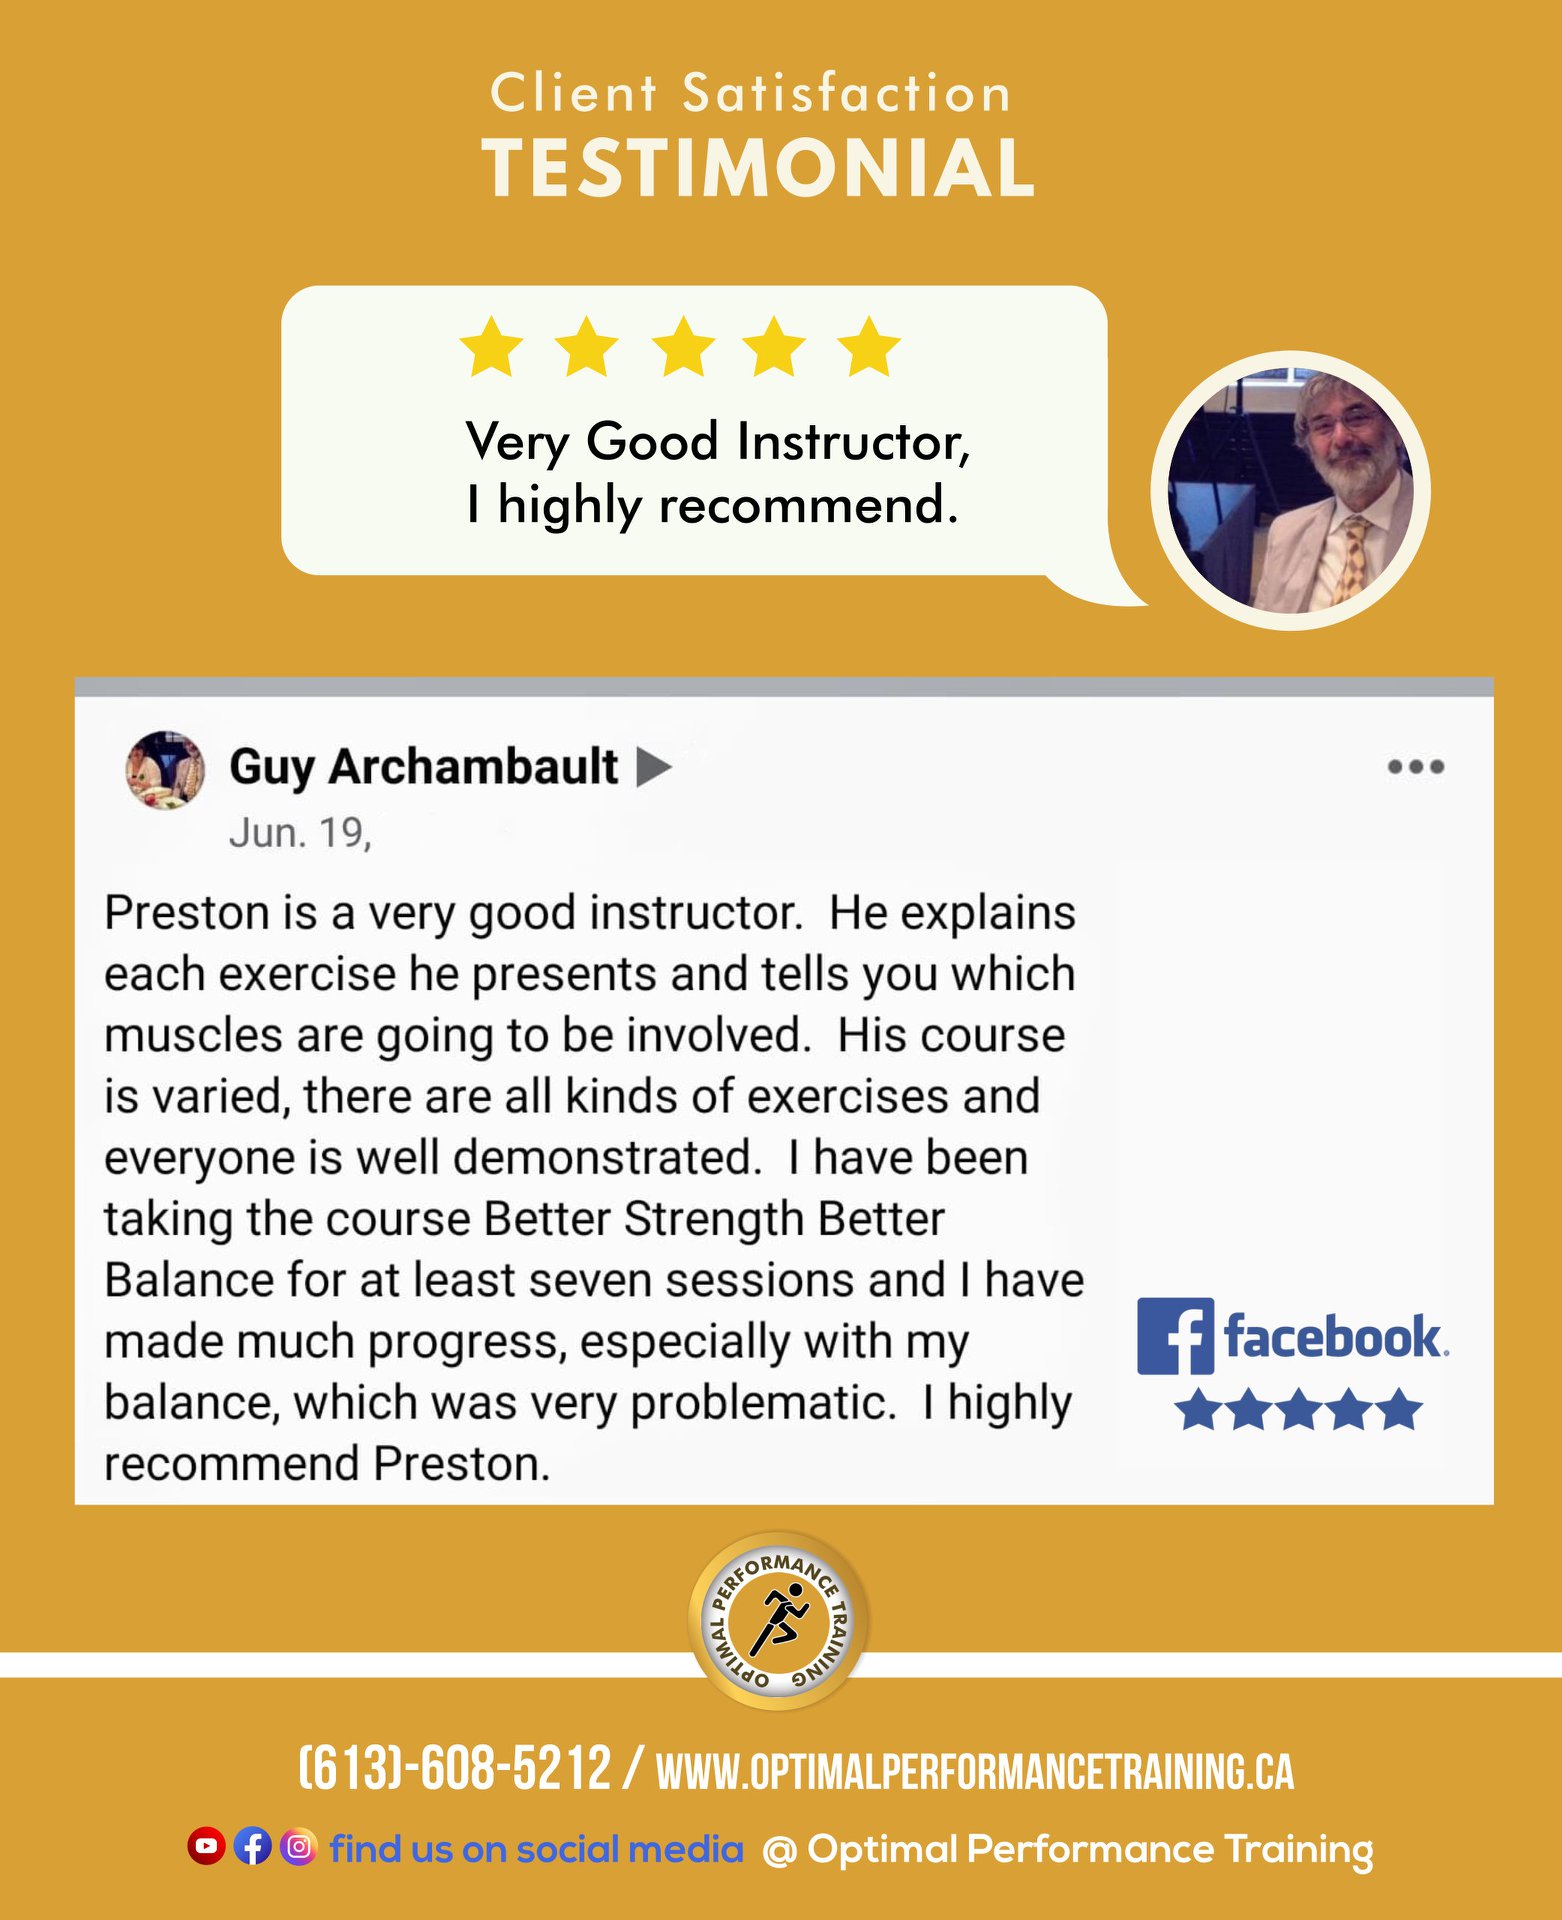 Client Satisfaction
TESTIMONIAL
Very Good Instructor,
I highly recommend.
Guy Archambault
Jun. 19,
Preston is a very good instructor.  He explains
each exercise he presents and tells you which
muscles are going to be involved.  His course
is varied, there are all kinds of exercises and
everyone is well demonstrated.  I have been
taking the course Better Strength Better
Balance for at least seven sessions and I have
made much progress, especially with my
balance, which was very problematic.  I highly
recommend Preston.
facebook
OPTIMAL PERFORMANCE TRAINING
(613)-608-5212 / WWW.OPTIMALPERFORMANCETRAINING.CA
find us on social media @ Optimal Performance Training